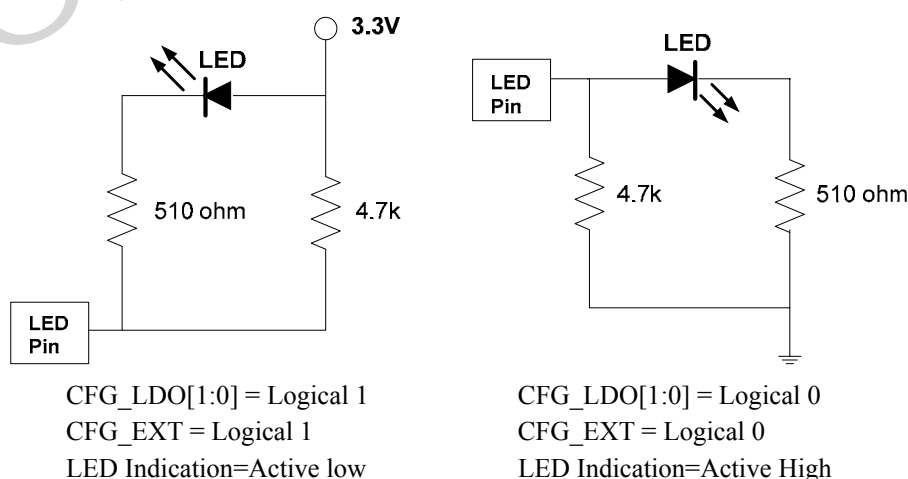 3.3V
LED
510 ohm
4.7k
LED
Pin
CFG_LDO[1:0] = Logical 1
CFG_EXT = Logical 1
LED Indication=Active low
LED
LED
Pin
4.7k
510 ohm
CFG_LDO[1:0] = Logical 0
CFG_EXT = Logical 0
LED Indication=Active High